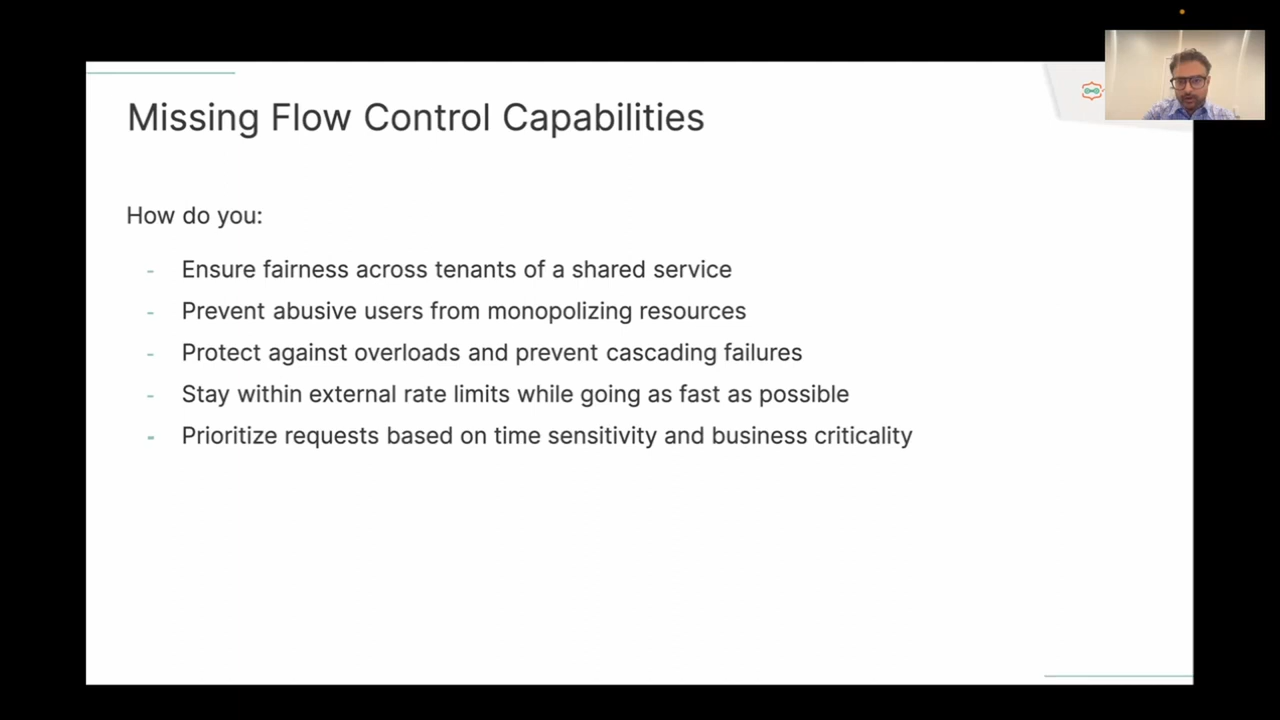 Missing Flow Control Capabilities
How do you:
- Ensure fairness across tenants of a shared service
- Prevent abusive users from monopolizing resources
- Protect against overloads and prevent cascading failures
- Stay within external rate limits while going as fast as possible
- Prioritize requests based on time sensitivity and business criticality